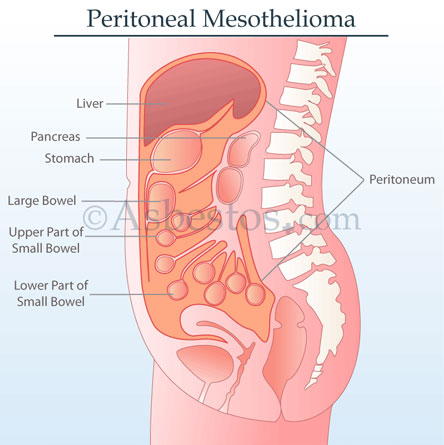 Peritoneal Mesothelioma
Liver
Pancreas
Stomach
Large Bowel
Upper Part of
Small Bowel
Lower Part of
Small Bowel
Peritoneum
©Asbestos.com